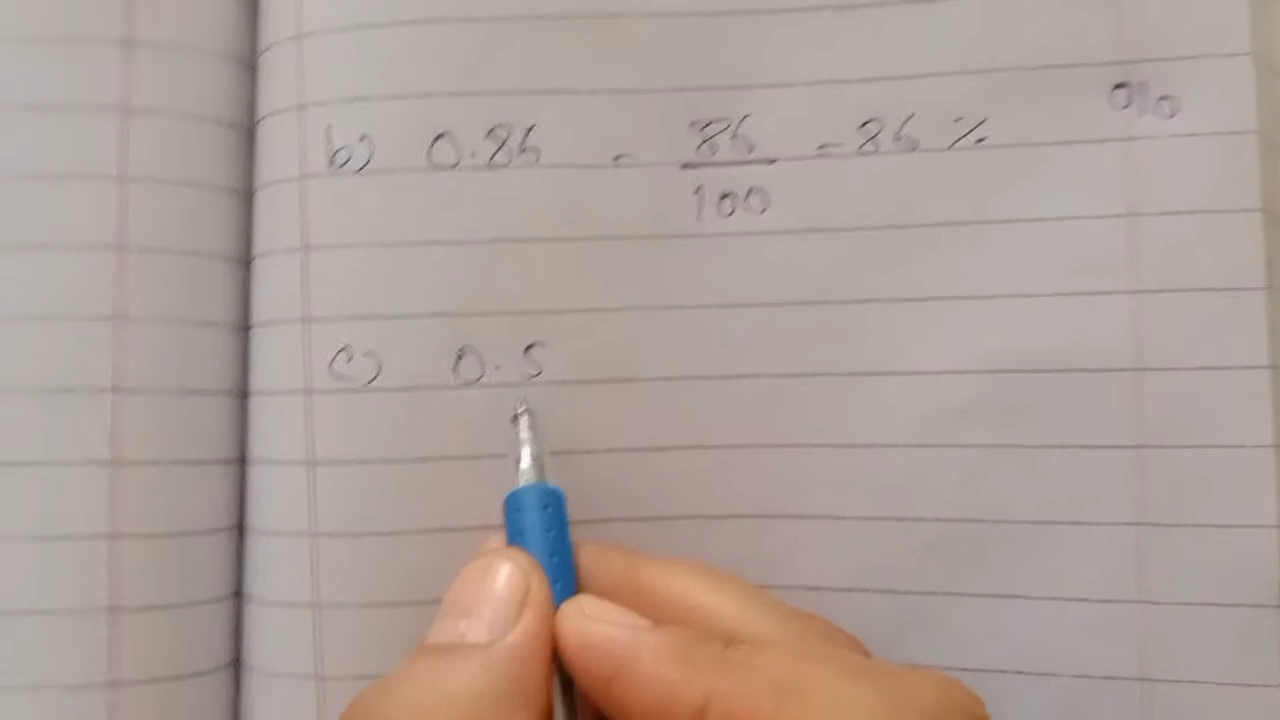 b) 0.86 = 86/100 = 86 % %
c) 0.5